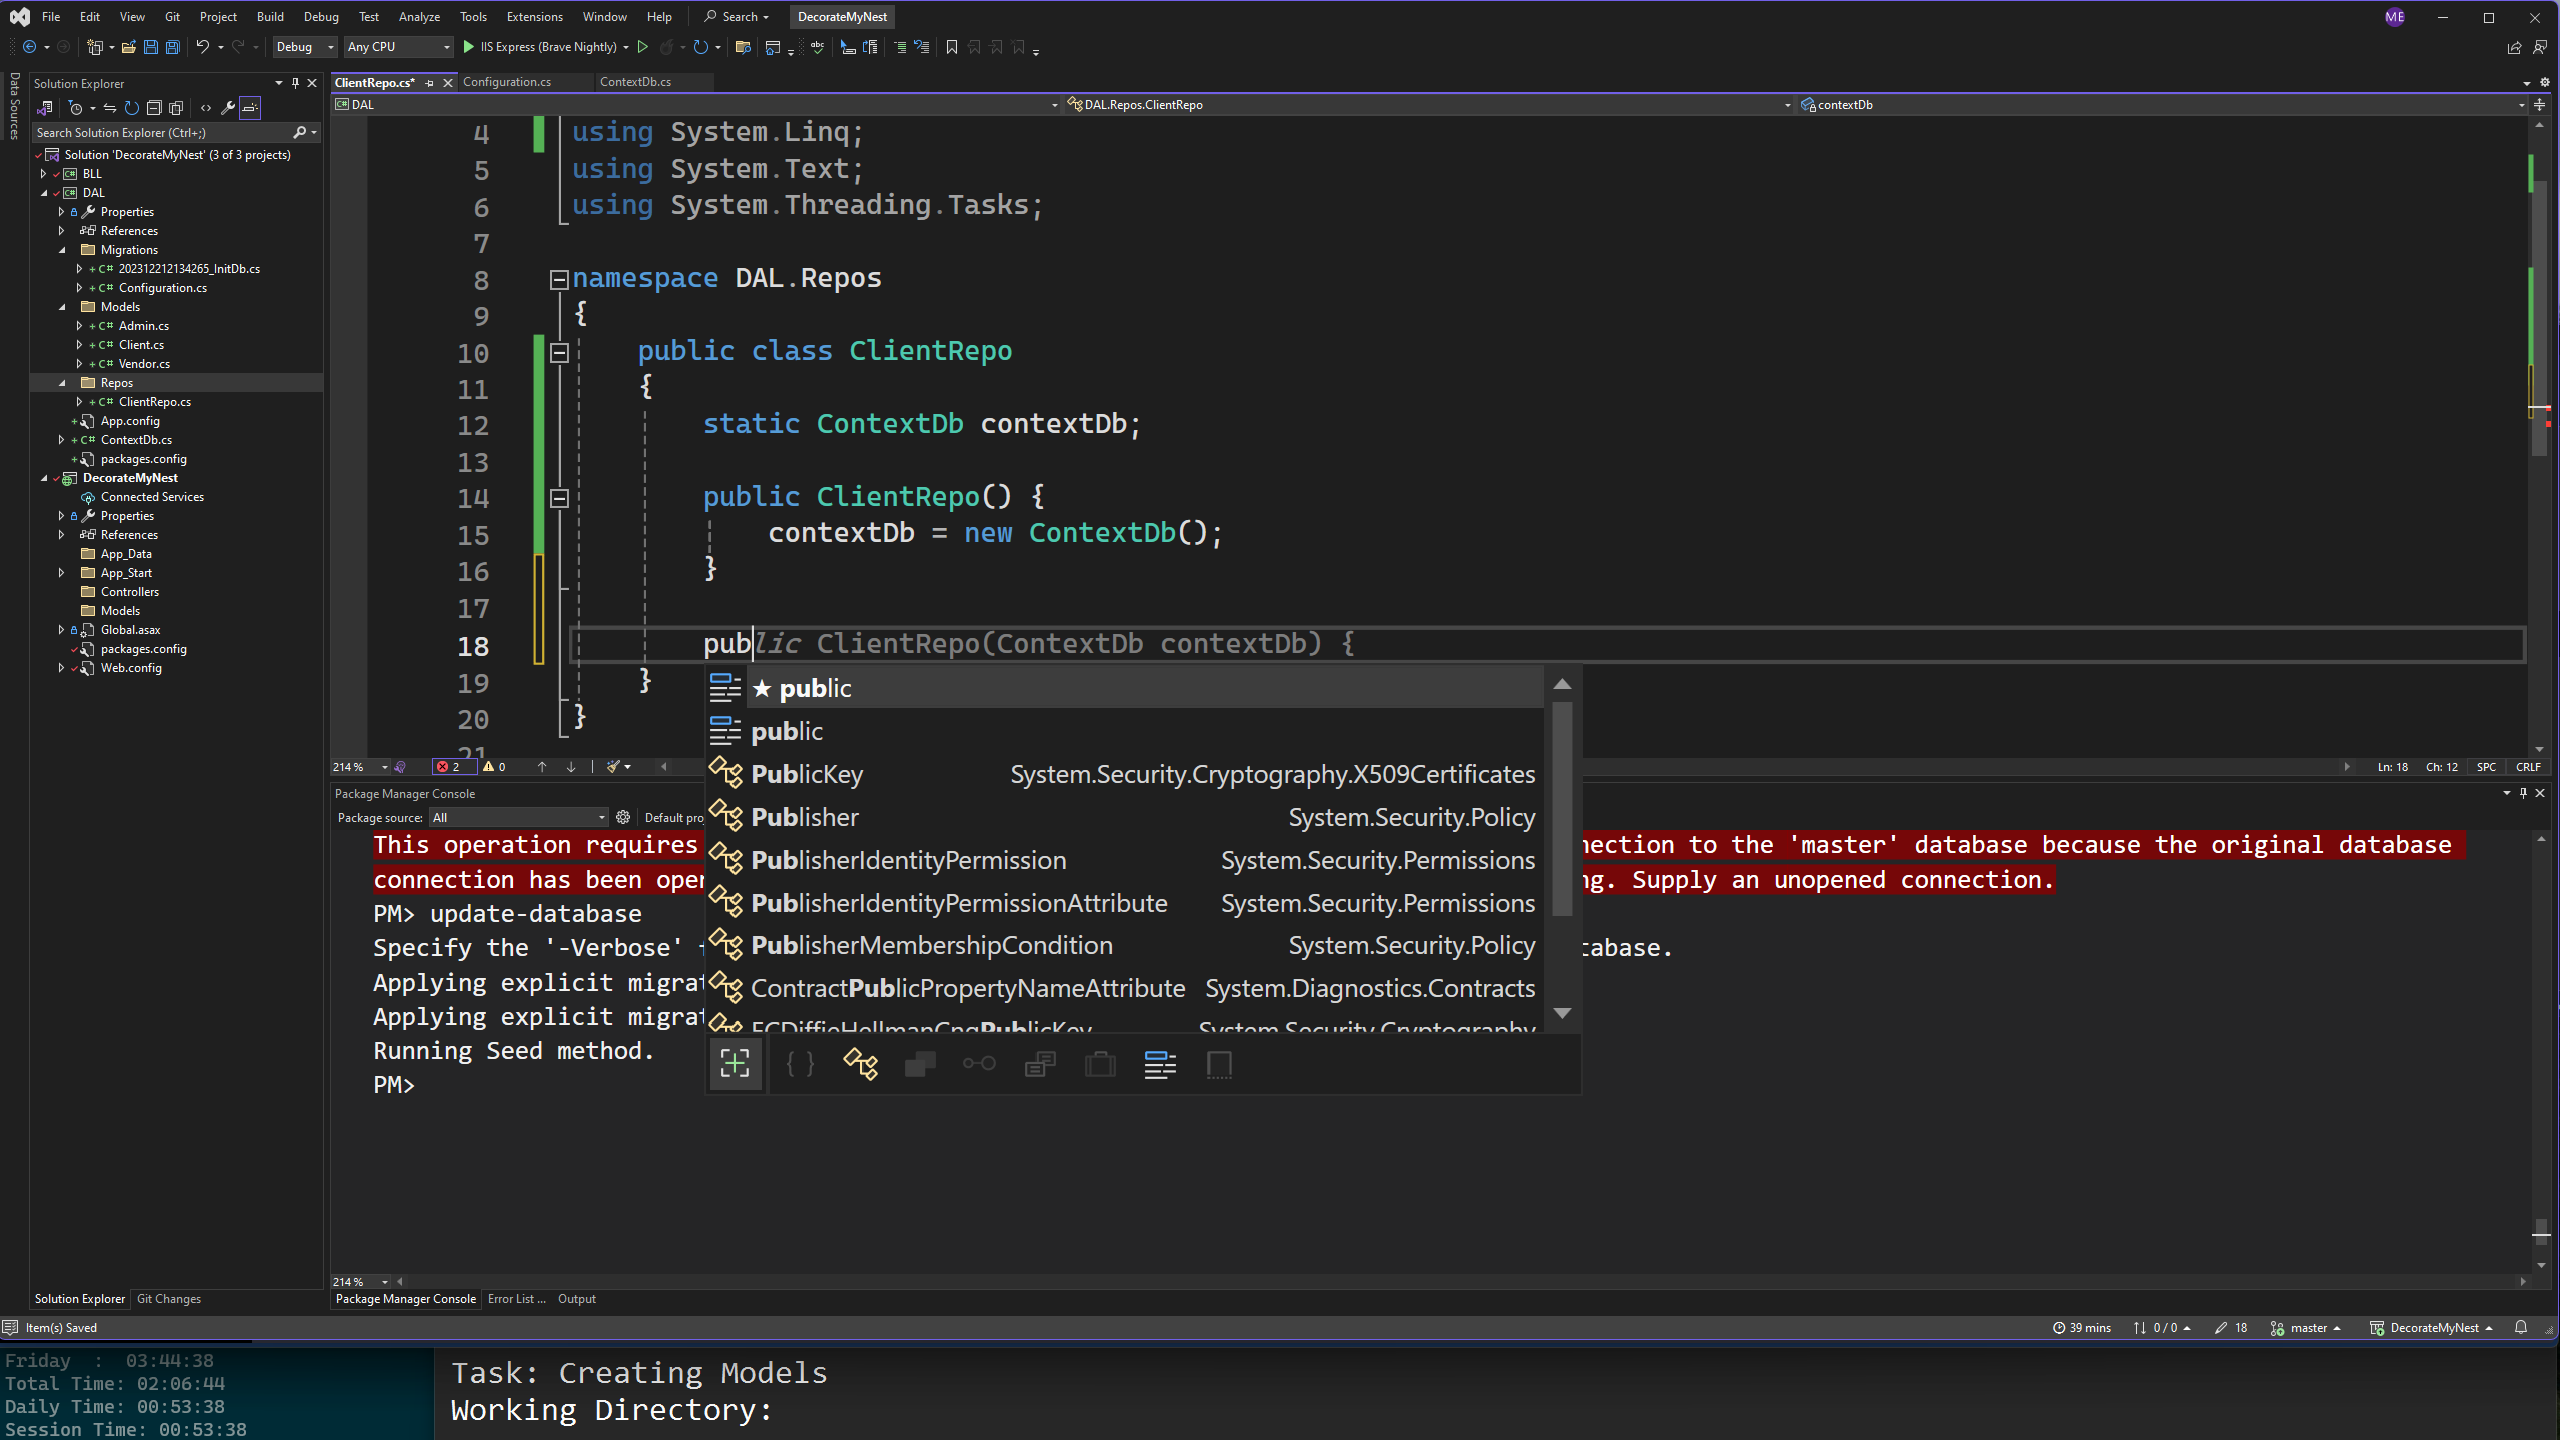 File Edit View Git Project Build Debug Test Analyze Tools Extensions Window Help Search DecorateMyNest ME
Debug Any CPU IIS Express (Brave Nightly)
Data Sources
Solution Explorer
Search Solution Explorer (Ctrl+;)
Solution 'DecorateMyNest' (3 of 3 projects)
BLL
DAL
Properties
References
Migrations
C# 202312212134265_InitDb.cs
C# Configuration.cs
Models
C# Admin.cs
C# Client.cs
C# Vendor.cs
Repos
C# ClientRepo.cs
App.config
C# ContextDb.cs
packages.config
DecorateMyNest
Connected Services
Properties
References
App_Data
App_Start
Controllers
Models
Global.asax
packages.config
Web.config
Solution Explorer Git Changes
ClientRepo.cs* Configuration.cs ContextDb.cs
DAL DAL.Repos.ClientRepo contextDb
4 using System.Linq;
5 using System.Text;
6 using System.Threading.Tasks;
7
8 namespace DAL.Repos
9 {
10 public class ClientRepo
11 {
12 static ContextDb contextDb;
13
14 public ClientRepo() {
15 contextDb = new ContextDb();
16 }
17
18 public ClientRepo(ContextDb contextDb) {
19 }
20 }
21
★ public
public
PublicKey System.Security.Cryptography.X509Certificates
Publisher System.Security.Policy
PublisherIdentityPermission System.Security.Permissions
PublisherIdentityPermissionAttribute System.Security.Permissions
PublisherMembershipCondition System.Security.Policy
ContractPublicPropertyNameAttribute System.Diagnostics.Contracts
ECDiffieHellmanCngPublicKey System.Security.Cryptography
214 % 2 0 Ln: 18 Ch: 12 SPC CRLF
Package Manager Console
Package source: All Default
This operation requires connection to the 'master' database because the original database
connection has been Supply an unopened connection.
PM> update-database
Specify the '-Verbose'
Applying explicit
Applying explicit
Running Seed method.
PM>
214 %
Package Manager Console Error List ... Output
Item(s) Saved 39 mins 0 / 0 18 master DecorateMyNest
Friday : 03:44:38
Total Time: 02:06:44
Daily Time: 00:53:38
Session Time: 00:53:38
Task: Creating Models
Working Directory: